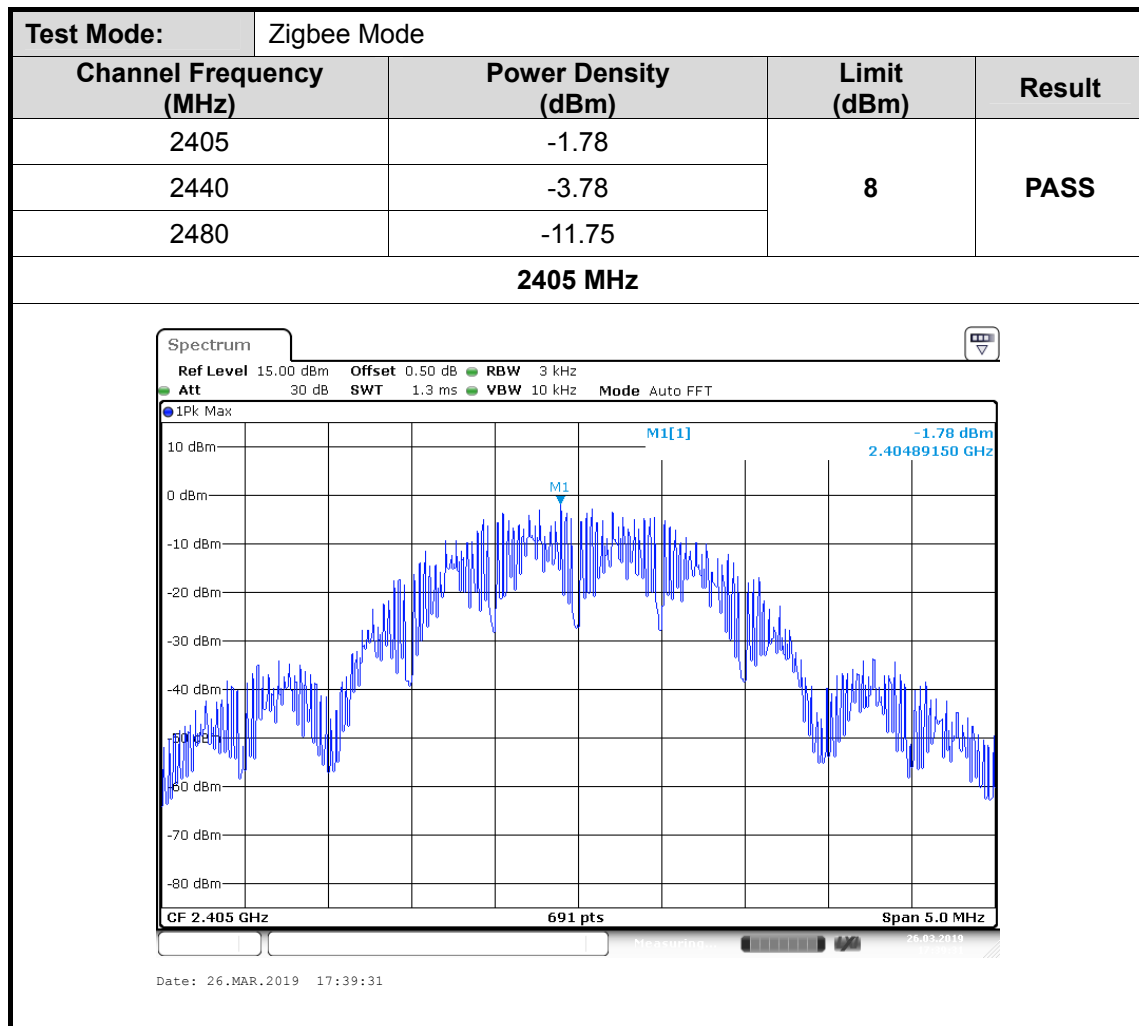 Test Mode: Zigbee Mode
Channel Frequency (MHz) Power Density (dBm) Limit (dBm) Result
2405 -1.78
2440 -3.78 8 PASS
2480 -11.75
2405 MHz
Spectrum
Ref Level 15.00 dBm Offset 0.50 dB RBW 3 kHz
Att 30 dB SWT 1.3 ms VBW 10 kHz Mode Auto FFT
1Pk Max
M1[1] -1.78 dBm
2.40489150 GHz
10 dBm
M1
0 dBm
-10 dBm
-20 dBm
-30 dBm
-40 dBm
-50 dBm
-60 dBm
-70 dBm
-80 dBm
CF 2.405 GHz 691 pts Span 5.0 MHz
Measuring... 26.03.2019
Date: 26.MAR.2019 17:39:31